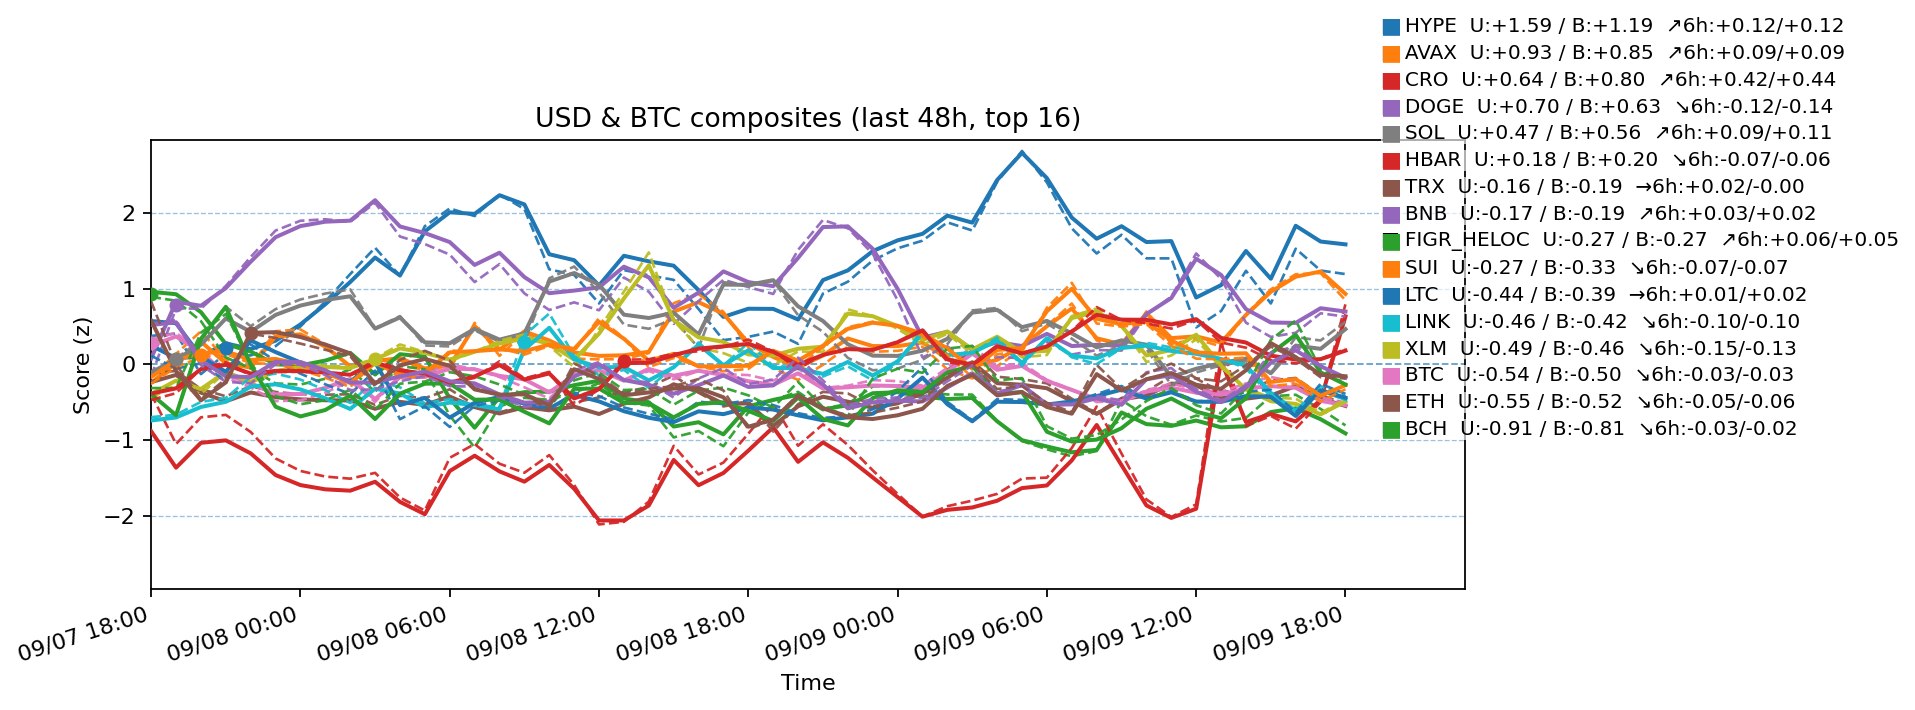 HYPE  U:+1.59 / B:+1.19  ↗6h:+0.12/+0.12
AVAX  U:+0.93 / B:+0.85  ↗6h:+0.09/+0.09
CRO  U:+0.64 / B:+0.80  ↗6h:+0.42/+0.44
DOGE  U:+0.70 / B:+0.63  ↘6h:-0.12/-0.14
SOL  U:+0.47 / B:+0.56  ↗6h:+0.09/+0.11
HBAR  U:+0.18 / B:+0.20  ↘6h:-0.07/-0.06
TRX  U:-0.16 / B:-0.19  →6h:+0.02/-0.00
BNB  U:-0.17 / B:-0.19  ↗6h:+0.03/+0.02
FIGR_HELOC  U:-0.27 / B:-0.27  ↗6h:+0.06/+0.05
SUI  U:-0.27 / B:-0.33  ↘6h:-0.07/-0.07
LTC  U:-0.44 / B:-0.39  →6h:+0.01/+0.02
LINK  U:-0.46 / B:-0.42  ↘6h:-0.10/-0.10
XLM  U:-0.49 / B:-0.46  ↘6h:-0.15/-0.13
BTC  U:-0.54 / B:-0.50  ↘6h:-0.03/-0.03
ETH  U:-0.55 / B:-0.52  ↘6h:-0.05/-0.06
BCH  U:-0.91 / B:-0.81  ↘6h:-0.03/-0.02
USD & BTC composites (last 48h, top 16)
Score (z)
2
1
0
−1
−2
09/07 18:00
09/08 00:00
09/08 06:00
09/08 12:00
09/08 18:00
09/09 00:00
09/09 06:00
09/09 12:00
09/09 18:00
Time